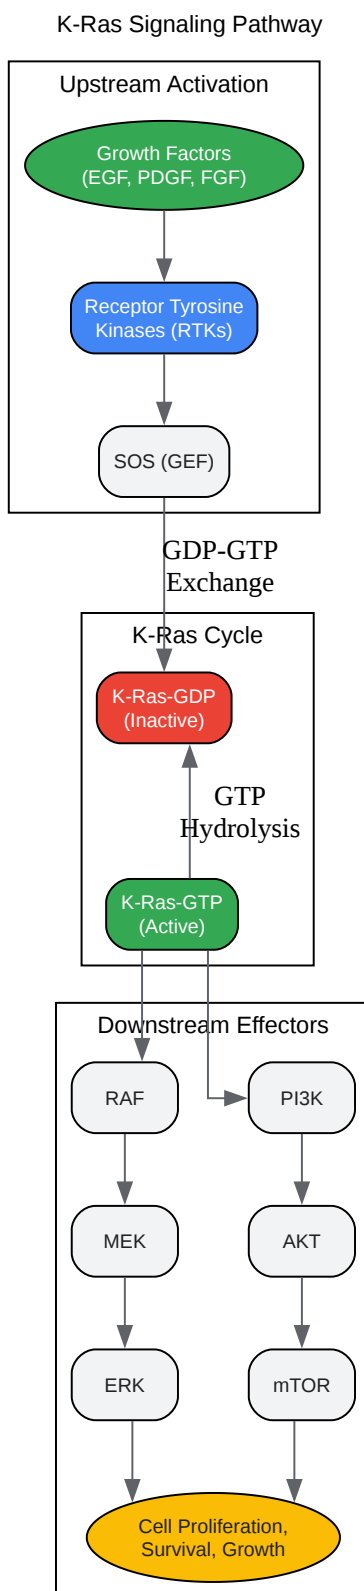 K-Ras Signaling Pathway
Upstream Activation
Growth Factors
(EGF, PDGF, FGF)
Receptor Tyrosine
Kinases (RTKs)
SOS (GEF)
GDP-GTP
Exchange
K-Ras Cycle
K-Ras-GDP
(Inactive)
GTP
Hydrolysis
K-Ras-GTP
(Active)
Downstream Effectors
RAF
PI3K
MEK
AKT
ERK
mTOR
Cell Proliferation,
Survival, Growth